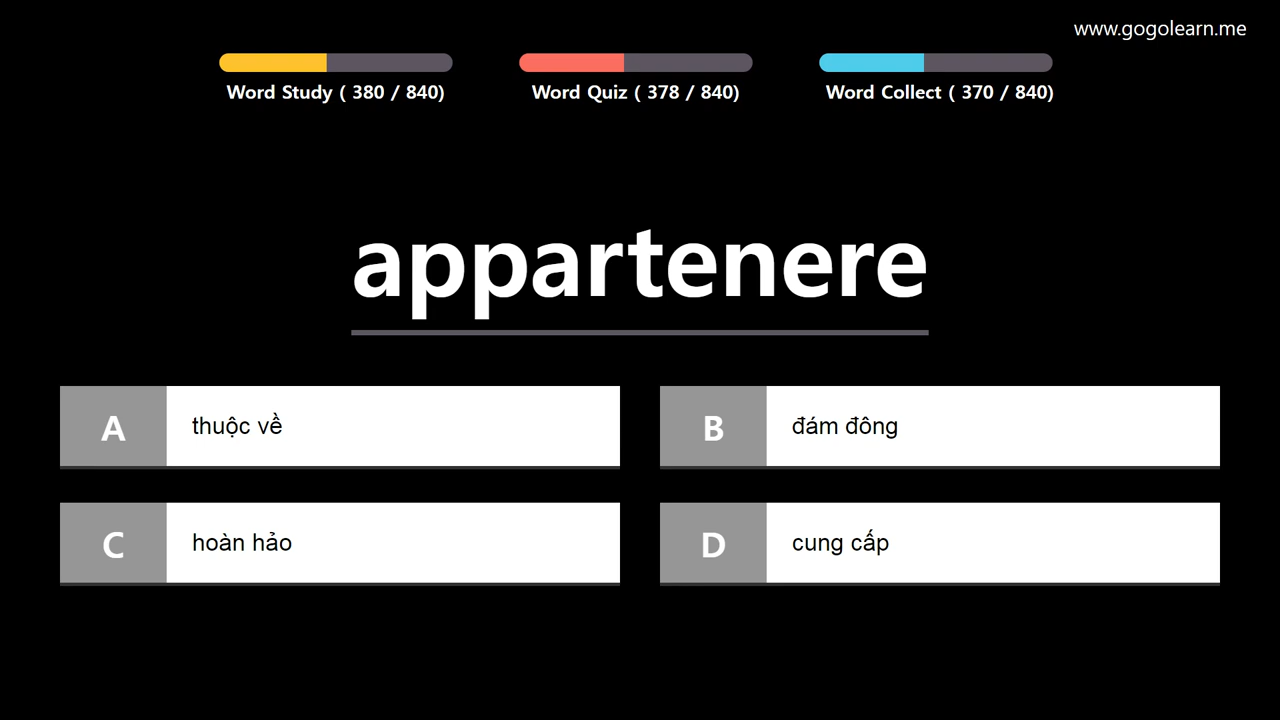 www.gogolearn.me
Word Study ( 380 / 840)
Word Quiz ( 378 / 840)
Word Collect ( 370 / 840)
appartenere
A thuộc về
B đám đông
C hoàn hảo
D cung cấp